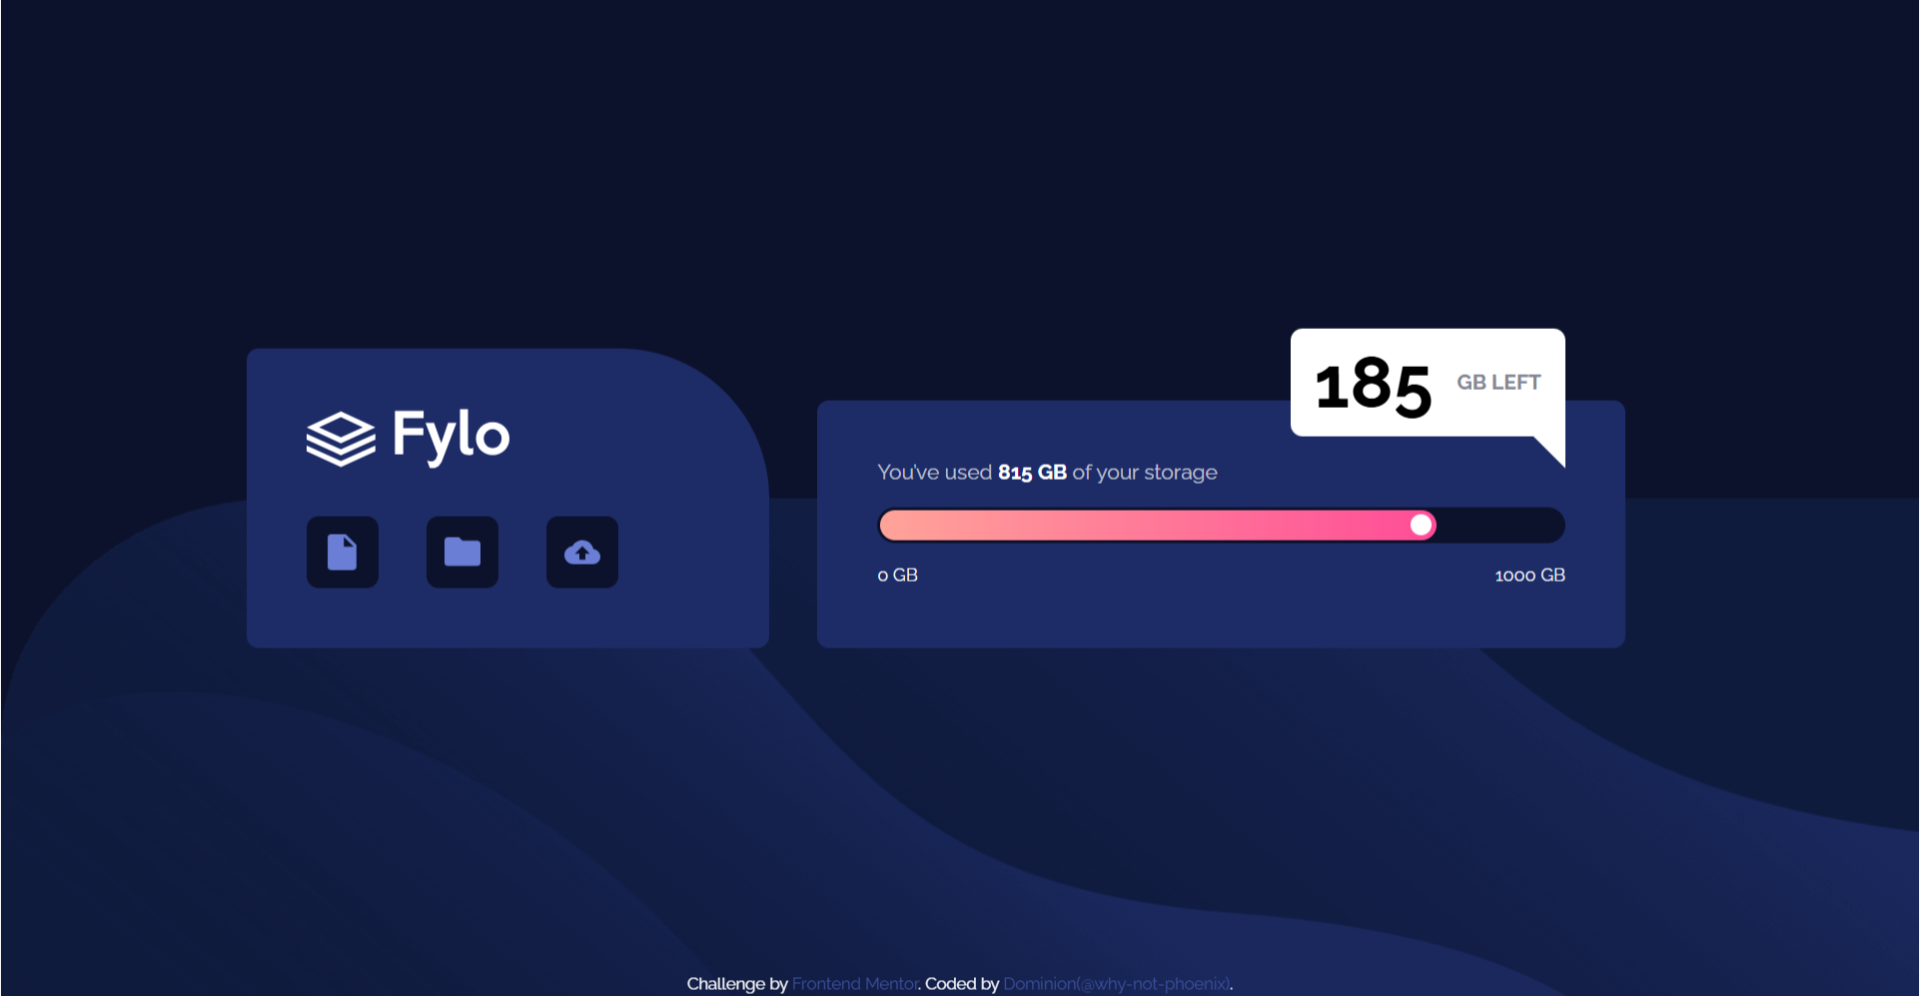 Fylo
185 GB LEFT
You've used 815 GB of your storage
0 GB 1000 GB
Challenge by Frontend Mentor. Coded by Dominion(@why-not-phoenix).